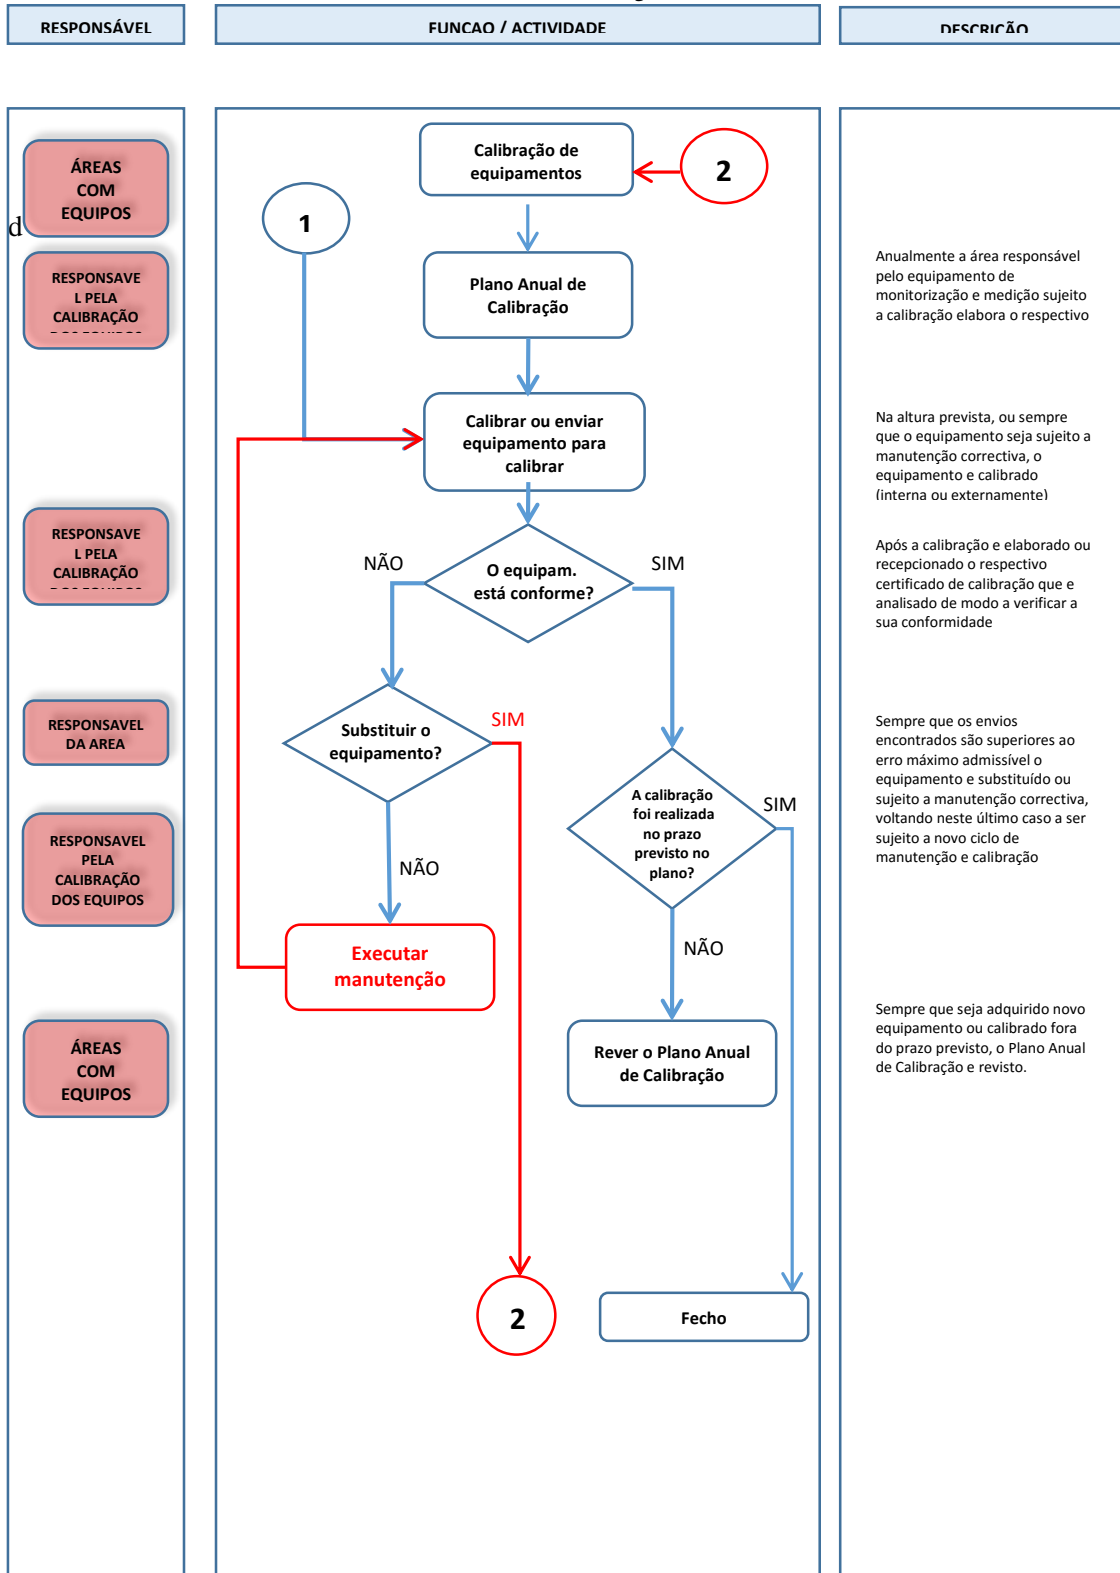 RESPONSÁVEL
FUNCAO / ACTIVIDADE
DESCRIÇÃO
ÁREAS
COM
EQUIPOS
d
RESPONSAVE
L PELA
CALIBRAÇÃO
DOS EQUIPOS
RESPONSAVE
L PELA
CALIBRAÇÃO
DOS EQUIPOS
RESPONSAVEL
DA AREA
RESPONSAVEL
PELA
CALIBRAÇÃO
DOS EQUIPOS
ÁREAS
COM
EQUIPOS
Calibração de
equipamentos
2
1
Plano Anual de
Calibração
Calibrar ou enviar
equipamento para
calibrar
NÃO
O equipam.
está conforme?
SIM
Substituir o
equipamento?
SIM
A calibração
foi realizada
no prazo
previsto no
plano?
SIM
NÃO
Executar
manutenção
NÃO
Rever o Plano Anual
de Calibração
2
Fecho
Anualmente a área responsável
pelo equipamento de
monitorização e medição sujeito
a calibração elabora o respectivo
Na altura prevista, ou sempre
que o equipamento seja sujeito a
manutenção correctiva, o
equipamento e calibrado
(interna ou externamente)
Após a calibração e elaborado ou
recepcionado o respectivo
certificado de calibração que e
analisado de modo a verificar a
sua conformidade
Sempre que os envios
encontrados são superiores ao
erro máximo admissível o
equipamento e substituído ou
sujeito a manutenção correctiva,
voltando neste último caso a ser
sujeito a novo ciclo de
manutenção e calibração
Sempre que seja adquirido novo
equipamento ou calibrado fora
do prazo previsto, o Plano Anual
de Calibração e revisto.